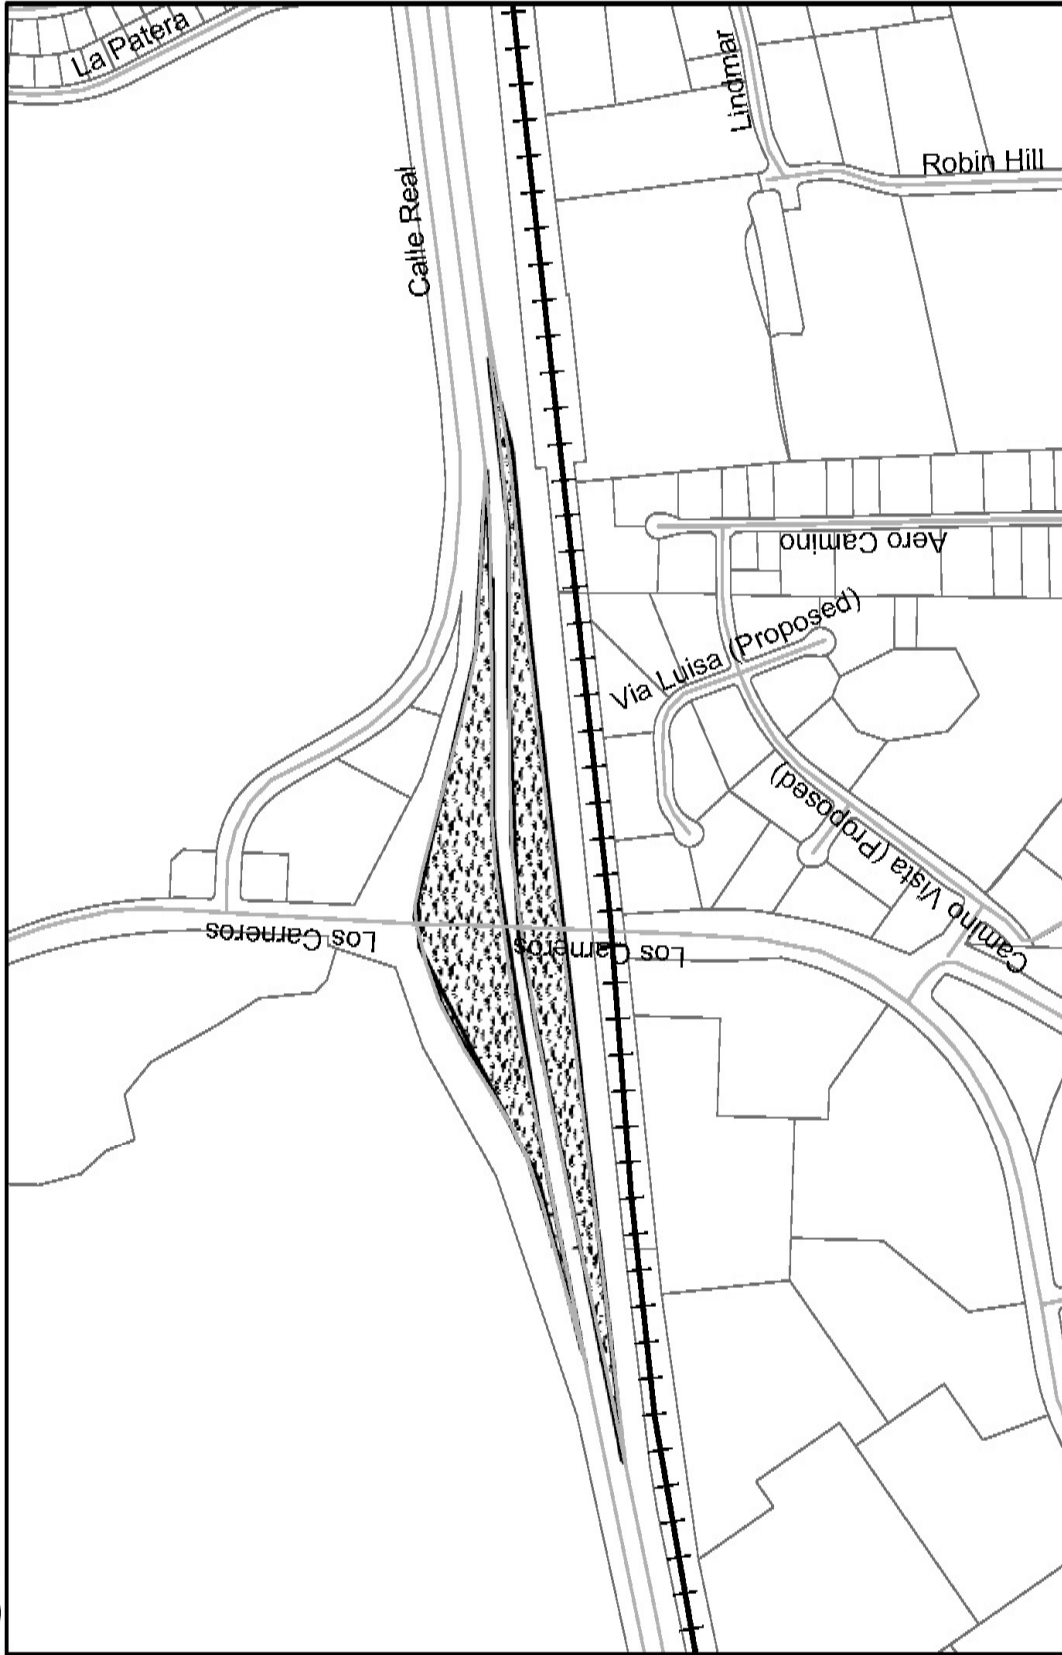 La Patera
Lindmar
Robin Hill
Calle Real
Aero Camino
Via Luisa (Proposed)
Camino Vista (Proposed)
Los Carneros
Los Carneros